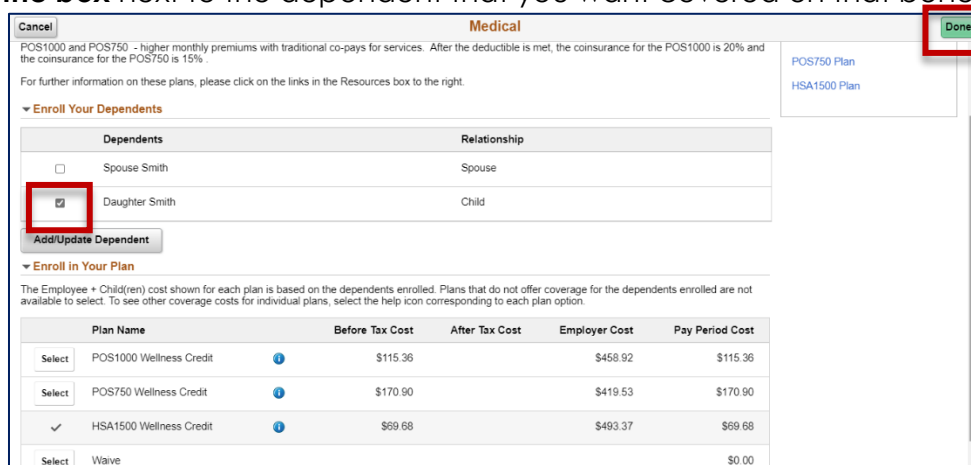 box next to the dependent that you want covered on that
Cancel
Medical
Done
POS1000 and POS750 - higher monthly premiums with traditional co-pays for services. After the deductible is met, the coinsurance for the POS1000 is 20% and
the coinsurance for the POS750 is 15% .
For further information on these plans, please click on the links in the Resources box to the right.
POS750 Plan
HSA1500 Plan
Enroll Your Dependents
Dependents Relationship
Spouse Smith Spouse
Daughter Smith Child
Add/Update Dependent
Enroll in Your Plan
The Employee + Child(ren) cost shown for each plan is based on the dependents enrolled. Plans that do not offer coverage for the dependents enrolled are not
available to select. To see other coverage costs for individual plans, select the help icon corresponding to each plan option.
Plan Name Before Tax Cost After Tax Cost Employer Cost Pay Period Cost
Select POS1000 Wellness Credit $115.36 $458.92 $115.36
Select POS750 Wellness Credit $170.90 $419.53 $170.90
HSA1500 Wellness Credit $69.68 $493.37 $69.68
Select Waive $0.00